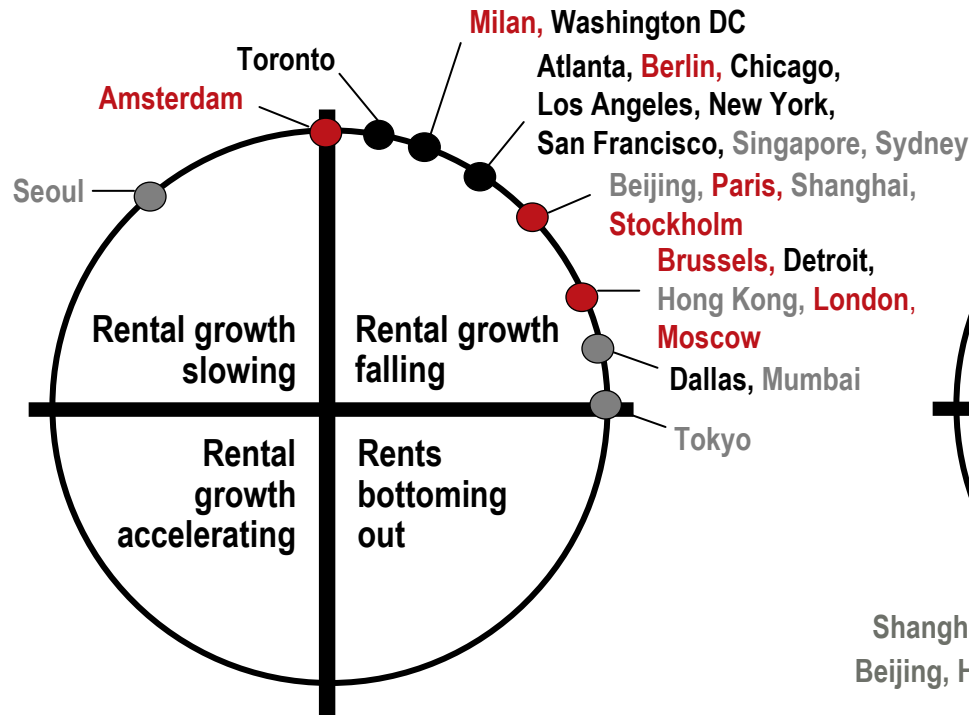 Milan, Washington DC
Toronto
Atlanta, Berlin, Chicago,
Los Angeles, New York,
San Francisco, Singapore, Sydney
Amsterdam
Seoul
Beijing, Paris, Shanghai,
Stockholm
Brussels, Detroit,
Hong Kong, London,
Moscow
Dallas, Mumbai
Tokyo
Rental growth
slowing
Rental growth
falling
Rental
growth
accelerating
Rents
bottoming
out
Beijing,